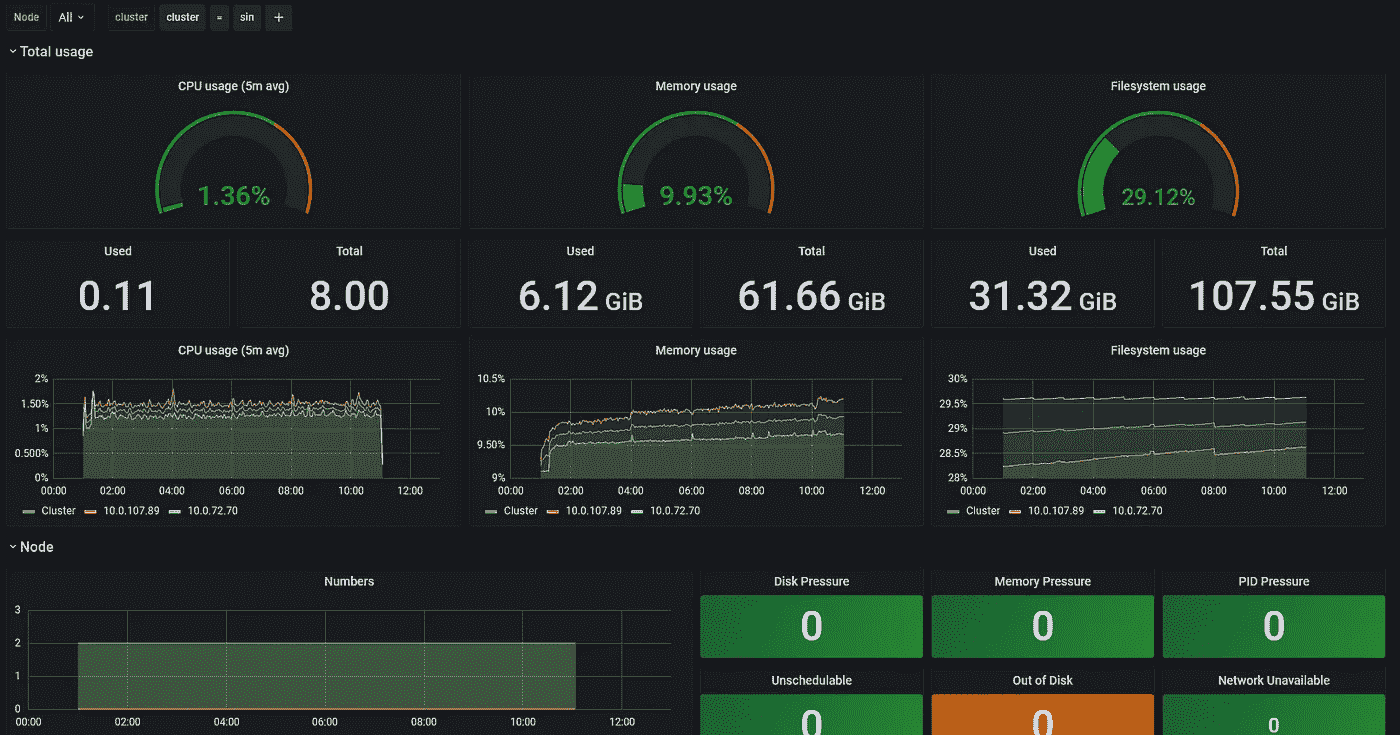 Node All cluster cluster = sin +
Total usage
CPU usage (5m avg) Memory usage Filesystem usage
1.36% 9.93% 29.12%
Used Total Used Total Used Total
0.11 8.00 6.12 GiB 61.66 GiB 31.32 GiB 107.55 GiB
CPU usage (5m avg)
2%
1.50%
1%
0.500%
0%
00:00 02:00 04:00 06:00 08:00 10:00 12:00
Cluster 10.0.107.89 10.0.72.70
Memory usage
10.5%
10%
9.50%
9%
00:00 02:00 04:00 06:00 08:00 10:00 12:00
Cluster 10.0.107.89 10.0.72.70
Filesystem usage
30%
29.5%
29%
28.5%
28%
00:00 02:00 04:00 06:00 08:00 10:00 12:00
Cluster 10.0.107.89 10.0.72.70
Node
Numbers
3
2
1
0
00:00 02:00 04:00 06:00 08:00 10:00 12:00
Disk Pressure Memory Pressure PID Pressure
0 0 0
Unschedulable Out of Disk Network Unavailable
0 0 0